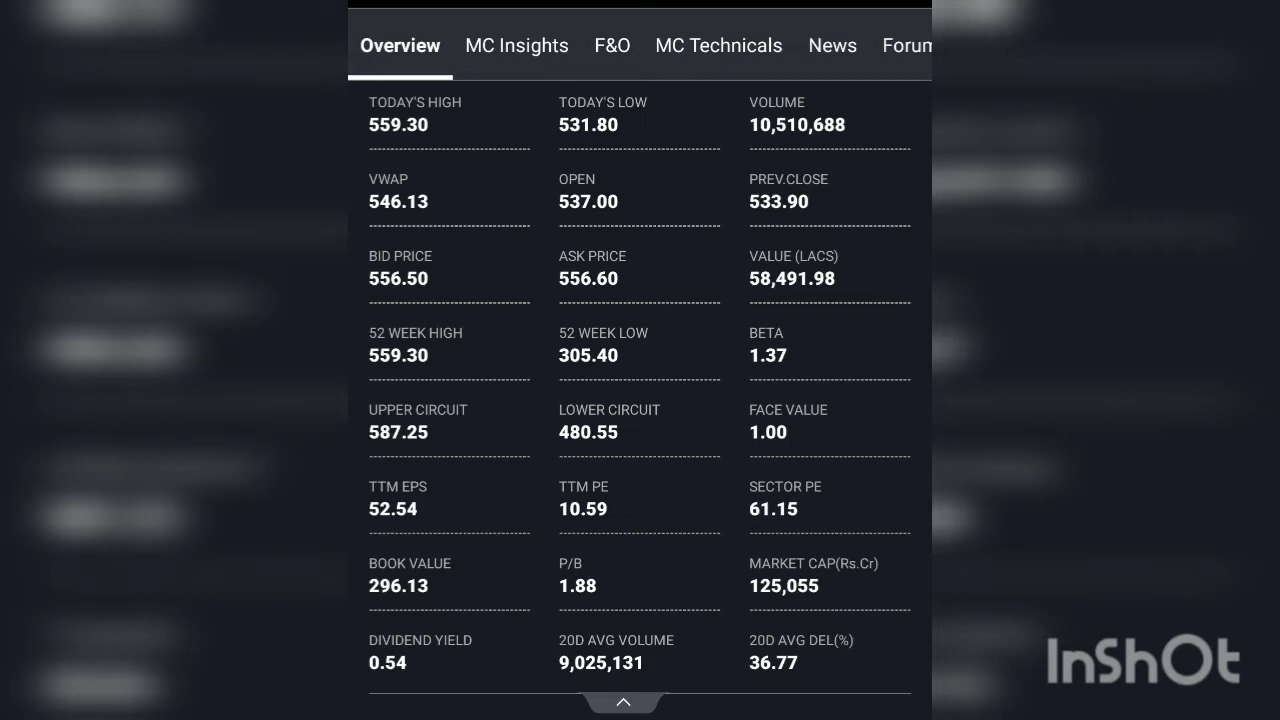 Overview MC Insights F&O MC Technicals News Forum
TODAY'S HIGH TODAY'S LOW VOLUME
559.30 531.80 10,510,688
VWAP OPEN PREV.CLOSE
546.13 537.00 533.90
BID PRICE ASK PRICE VALUE (LACS)
556.50 556.60 58,491.98
52 WEEK HIGH 52 WEEK LOW BETA
559.30 305.40 1.37
UPPER CIRCUIT LOWER CIRCUIT FACE VALUE
587.25 480.55 1.00
TTM EPS TTM PE SECTOR PE
52.54 10.59 61.15
BOOK VALUE P/B MARKET CAP(Rs.Cr)
296.13 1.88 125,055
DIVIDEND YIELD 20D AVG VOLUME 20D AVG DEL(%)
0.54 9,025,131 36.77
InShOt